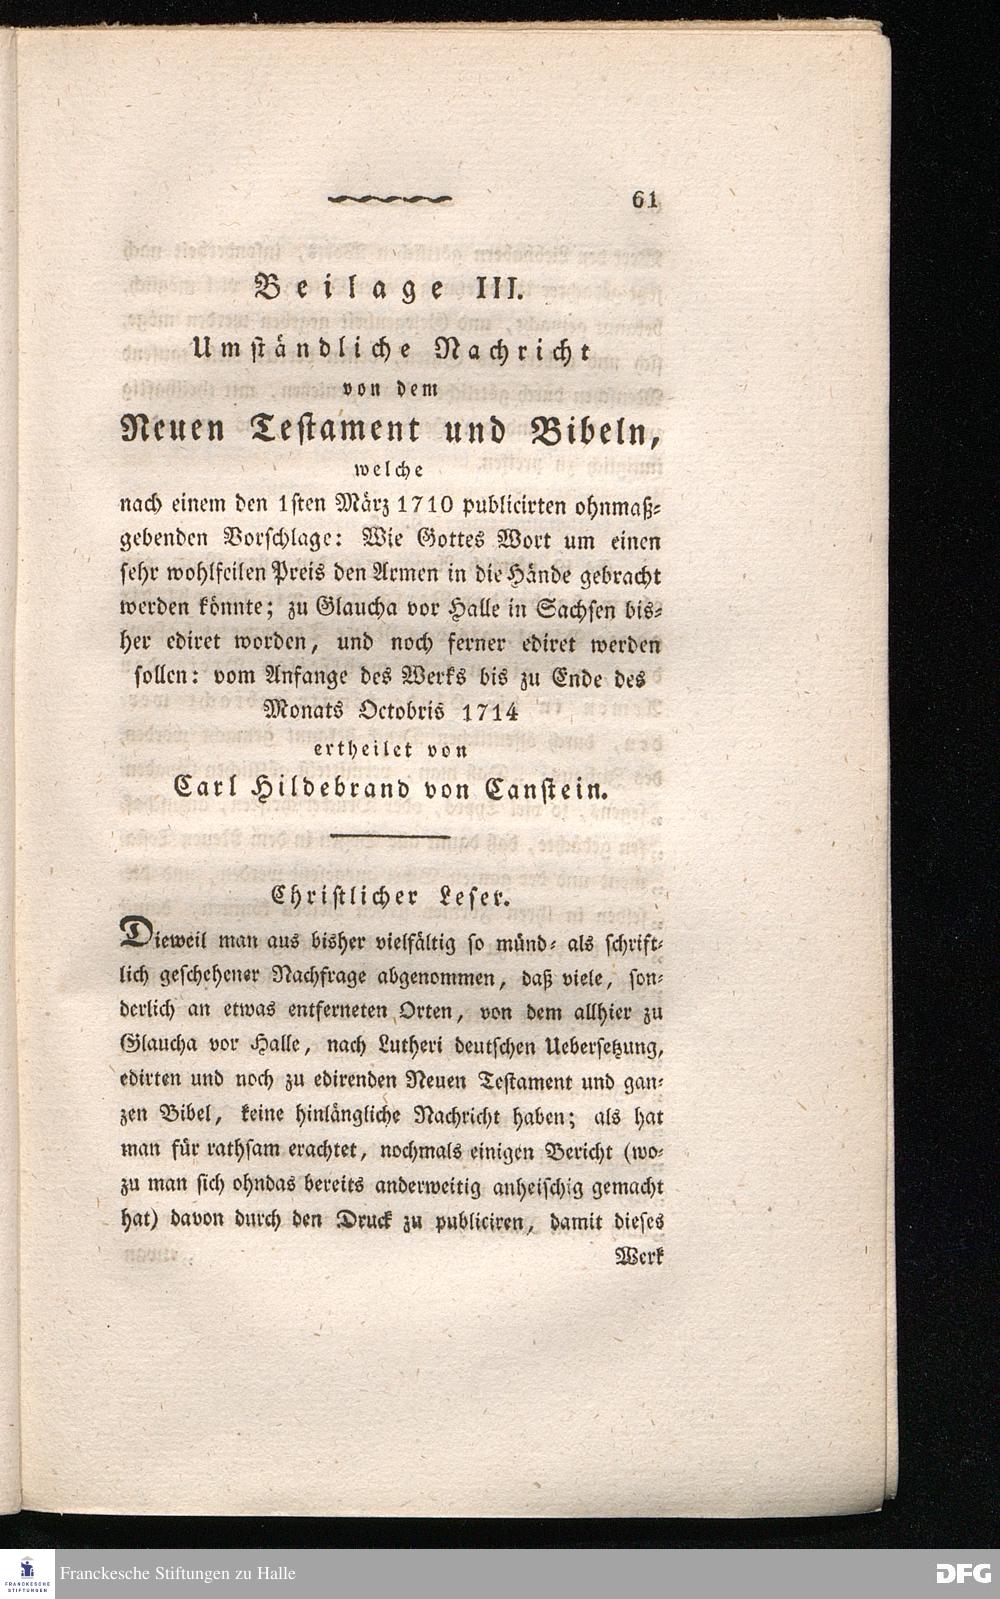 61
Beilage III.
Umständliche Nachricht
von dem
Neuen Testament und Bibeln,
welche
nach einem den 1sten März 1710 publicirten ohnmaß-
gebenden Vorschlage: Wie Gottes Wort um einen
sehr wohlfeilen Preis den Armen in die Hände gebracht
werden könnte; zu Glaucha vor Halle in Sachsen bis-
her ediret worden, und noch ferner ediret werden
sollen: vom Anfange des Werks bis zu Ende des
Monats Octobris 1714
ertheilet von
Carl Hildebrand von Canstein.
Christlicher Leser.
Dieweil man aus bisher vielfältig so münd- als schrift-
lich geschehener Nachfrage abgenommen, daß viele, son-
derlich an etwas entferneten Orten, von dem allhier zu
Glaucha vor Halle, nach Lutheri deutschen Uebersetzung,
edirten und noch zu edirenden Neuen Testament und gan-
zen Bibel, keine hinlängliche Nachricht haben; als hat
man für rathsam erachtet, nochmals einigen Bericht (wo-
zu man sich ohndas bereits anderweitig anheischig gemacht
hat) davon durch den Druck zu publiciren, damit dieses
Werk
FRANCKESCHE
STIFTUNGEN
Franckesche Stiftungen zu Halle
DFG